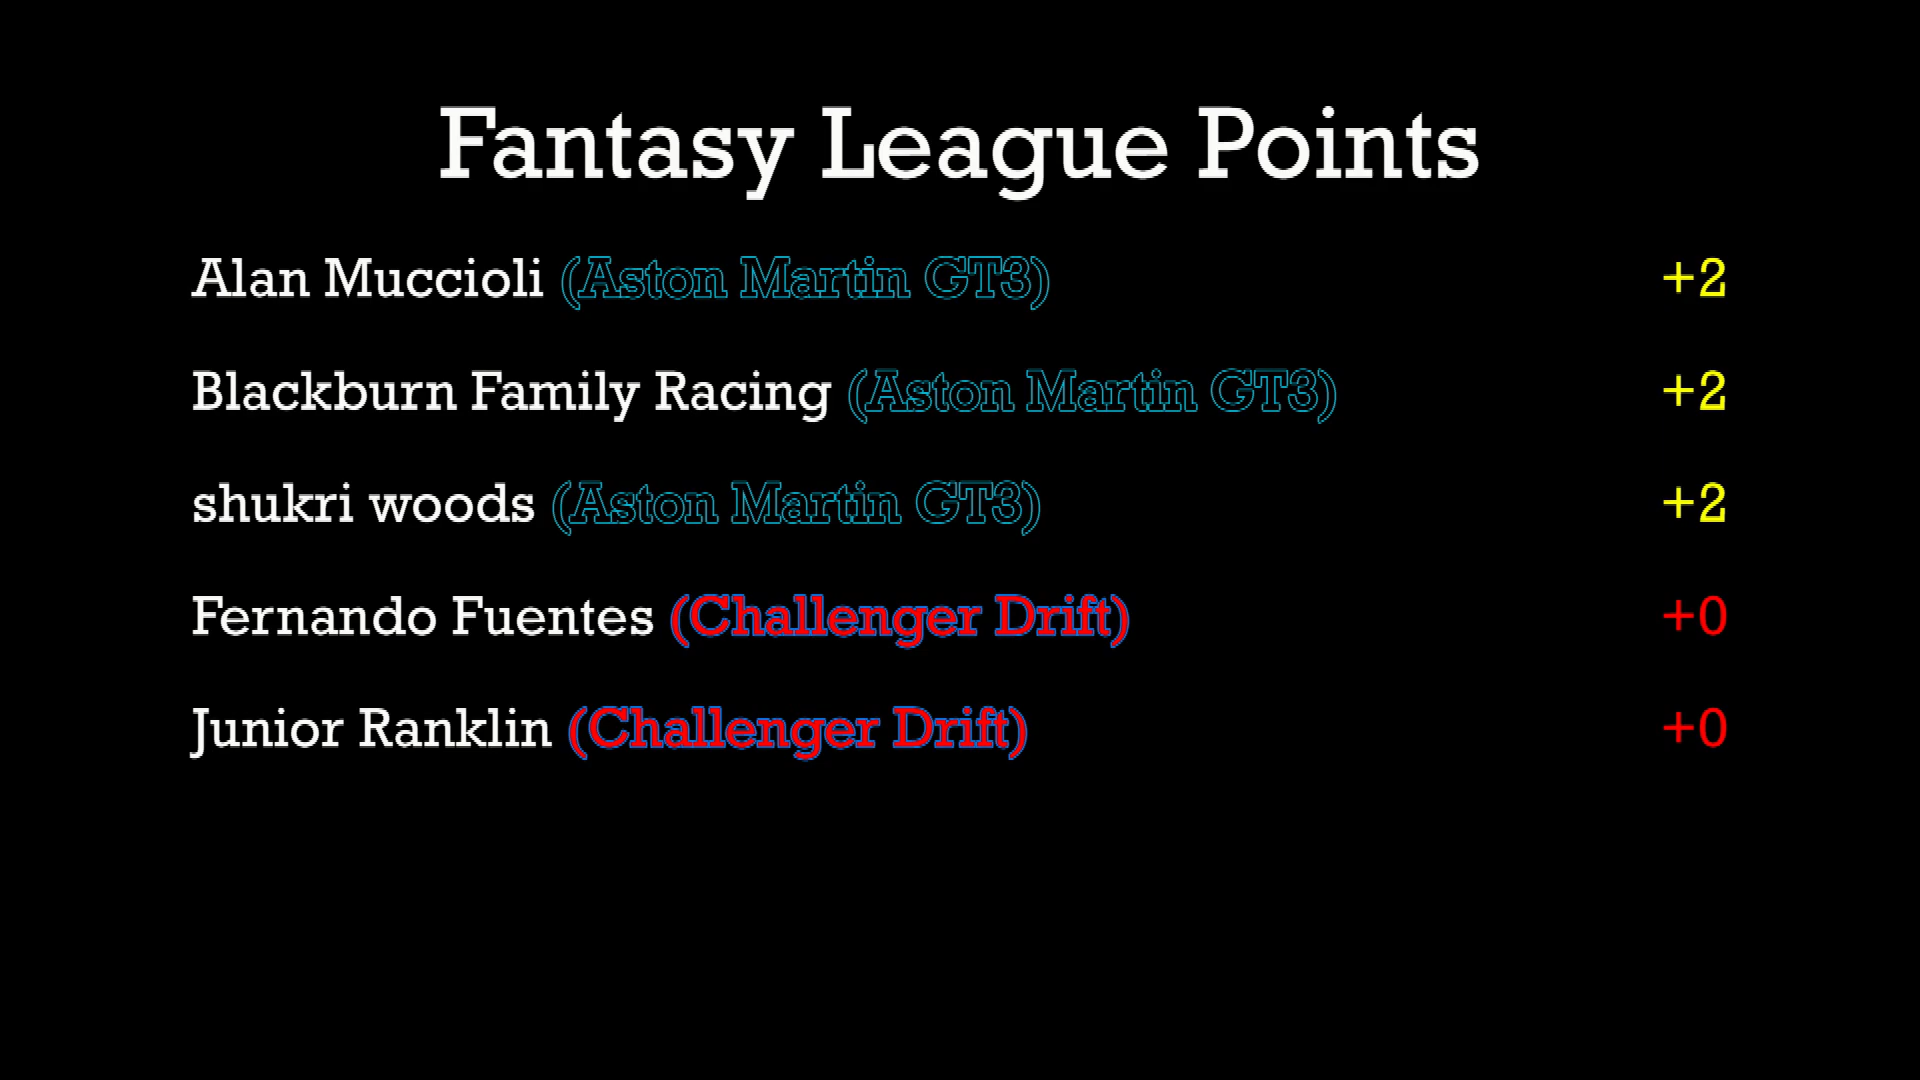 Fantasy League Points
Alan Muccioli (Aston Martin GT3) +2
Blackburn Family Racing (Aston Martin GT3) +2
shukri woods (Aston Martin GT3) +2
Fernando Fuentes (Challenger Drift) +0
Junior Ranklin (Challenger Drift) +0